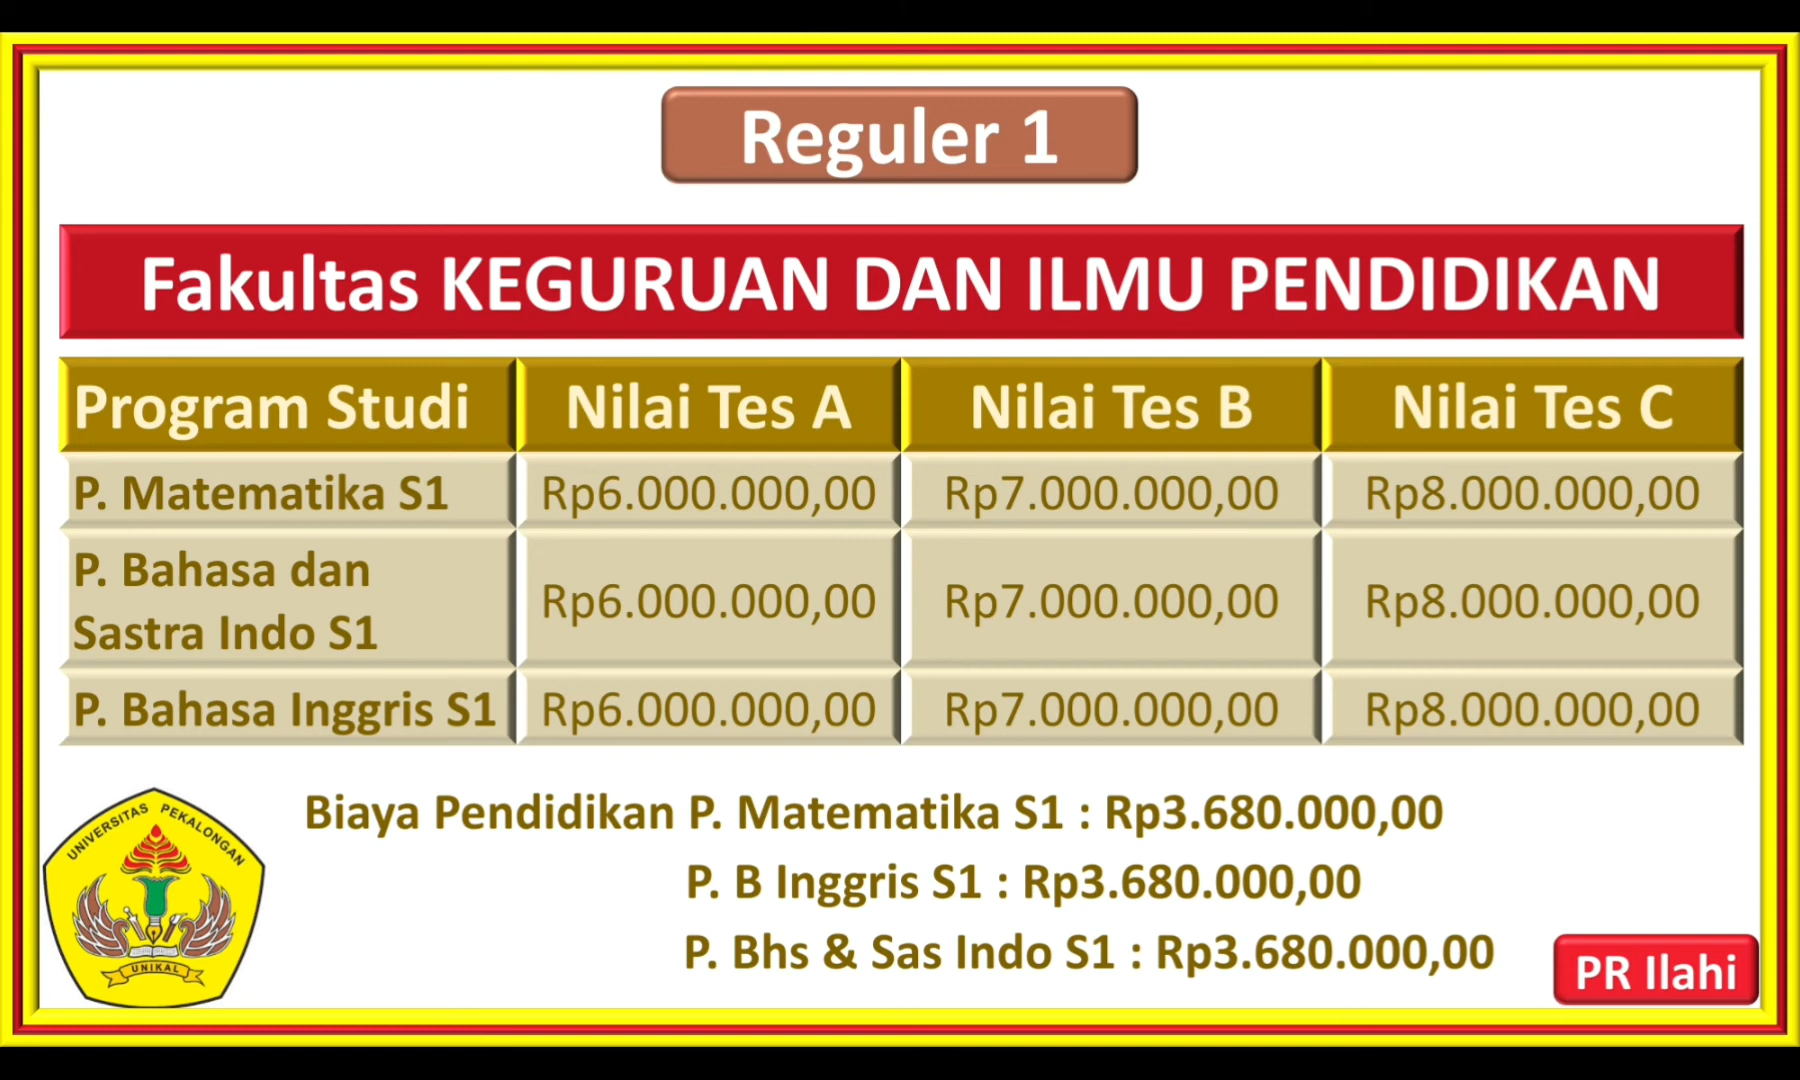 Reguler 1
Fakultas KEGURUAN DAN ILMU PENDIDIKAN
Program Studi Nilai Tes A Nilai Tes B Nilai Tes C
P. Matematika S1 Rp6.000.000,00 Rp7.000.000,00 Rp8.000.000,00
P. Bahasa dan
Sastra Indo S1 Rp6.000.000,00 Rp7.000.000,00 Rp8.000.000,00
P. Bahasa Inggris S1 Rp6.000.000,00 Rp7.000.000,00 Rp8.000.000,00
Biaya Pendidikan P. Matematika S1 : Rp3.680.000,00
P. B Inggris S1 : Rp3.680.000,00
P. Bhs & Sas Indo S1 : Rp3.680.000,00
UNIVERSITAS PEKALONGAN
UNIKAL
PR Ilahi